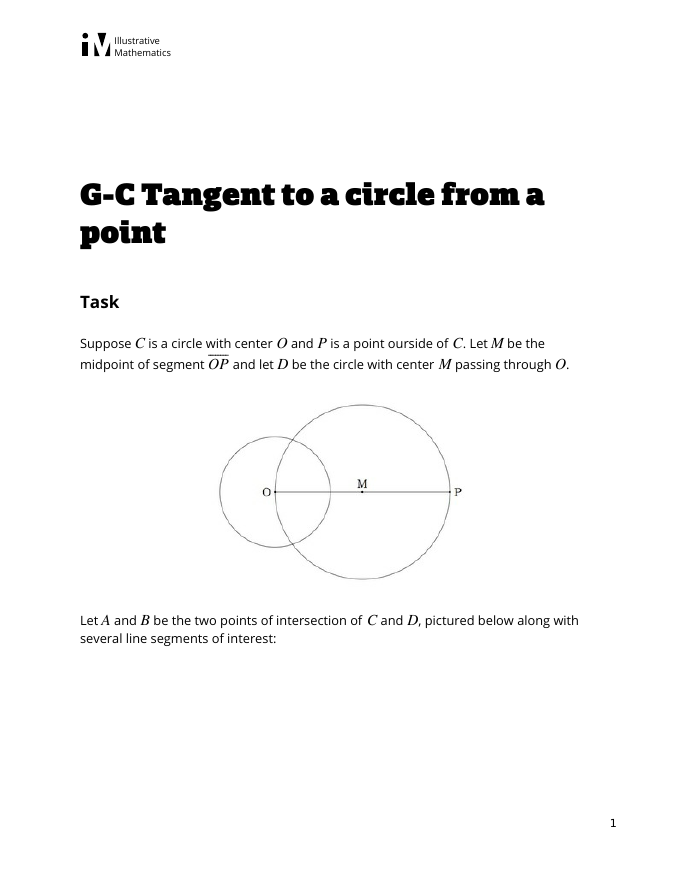 Illustrative
Mathematics
G-C Tangent to a circle from a
point
Task
Suppose C is a circle with center O and P is a point ourside of C. Let M be the
midpoint of segment OP and let D be the circle with center M passing through O.
M
O
P
Let A and B be the two points of intersection of C and D, pictured below along with
several line segments of interest:
1